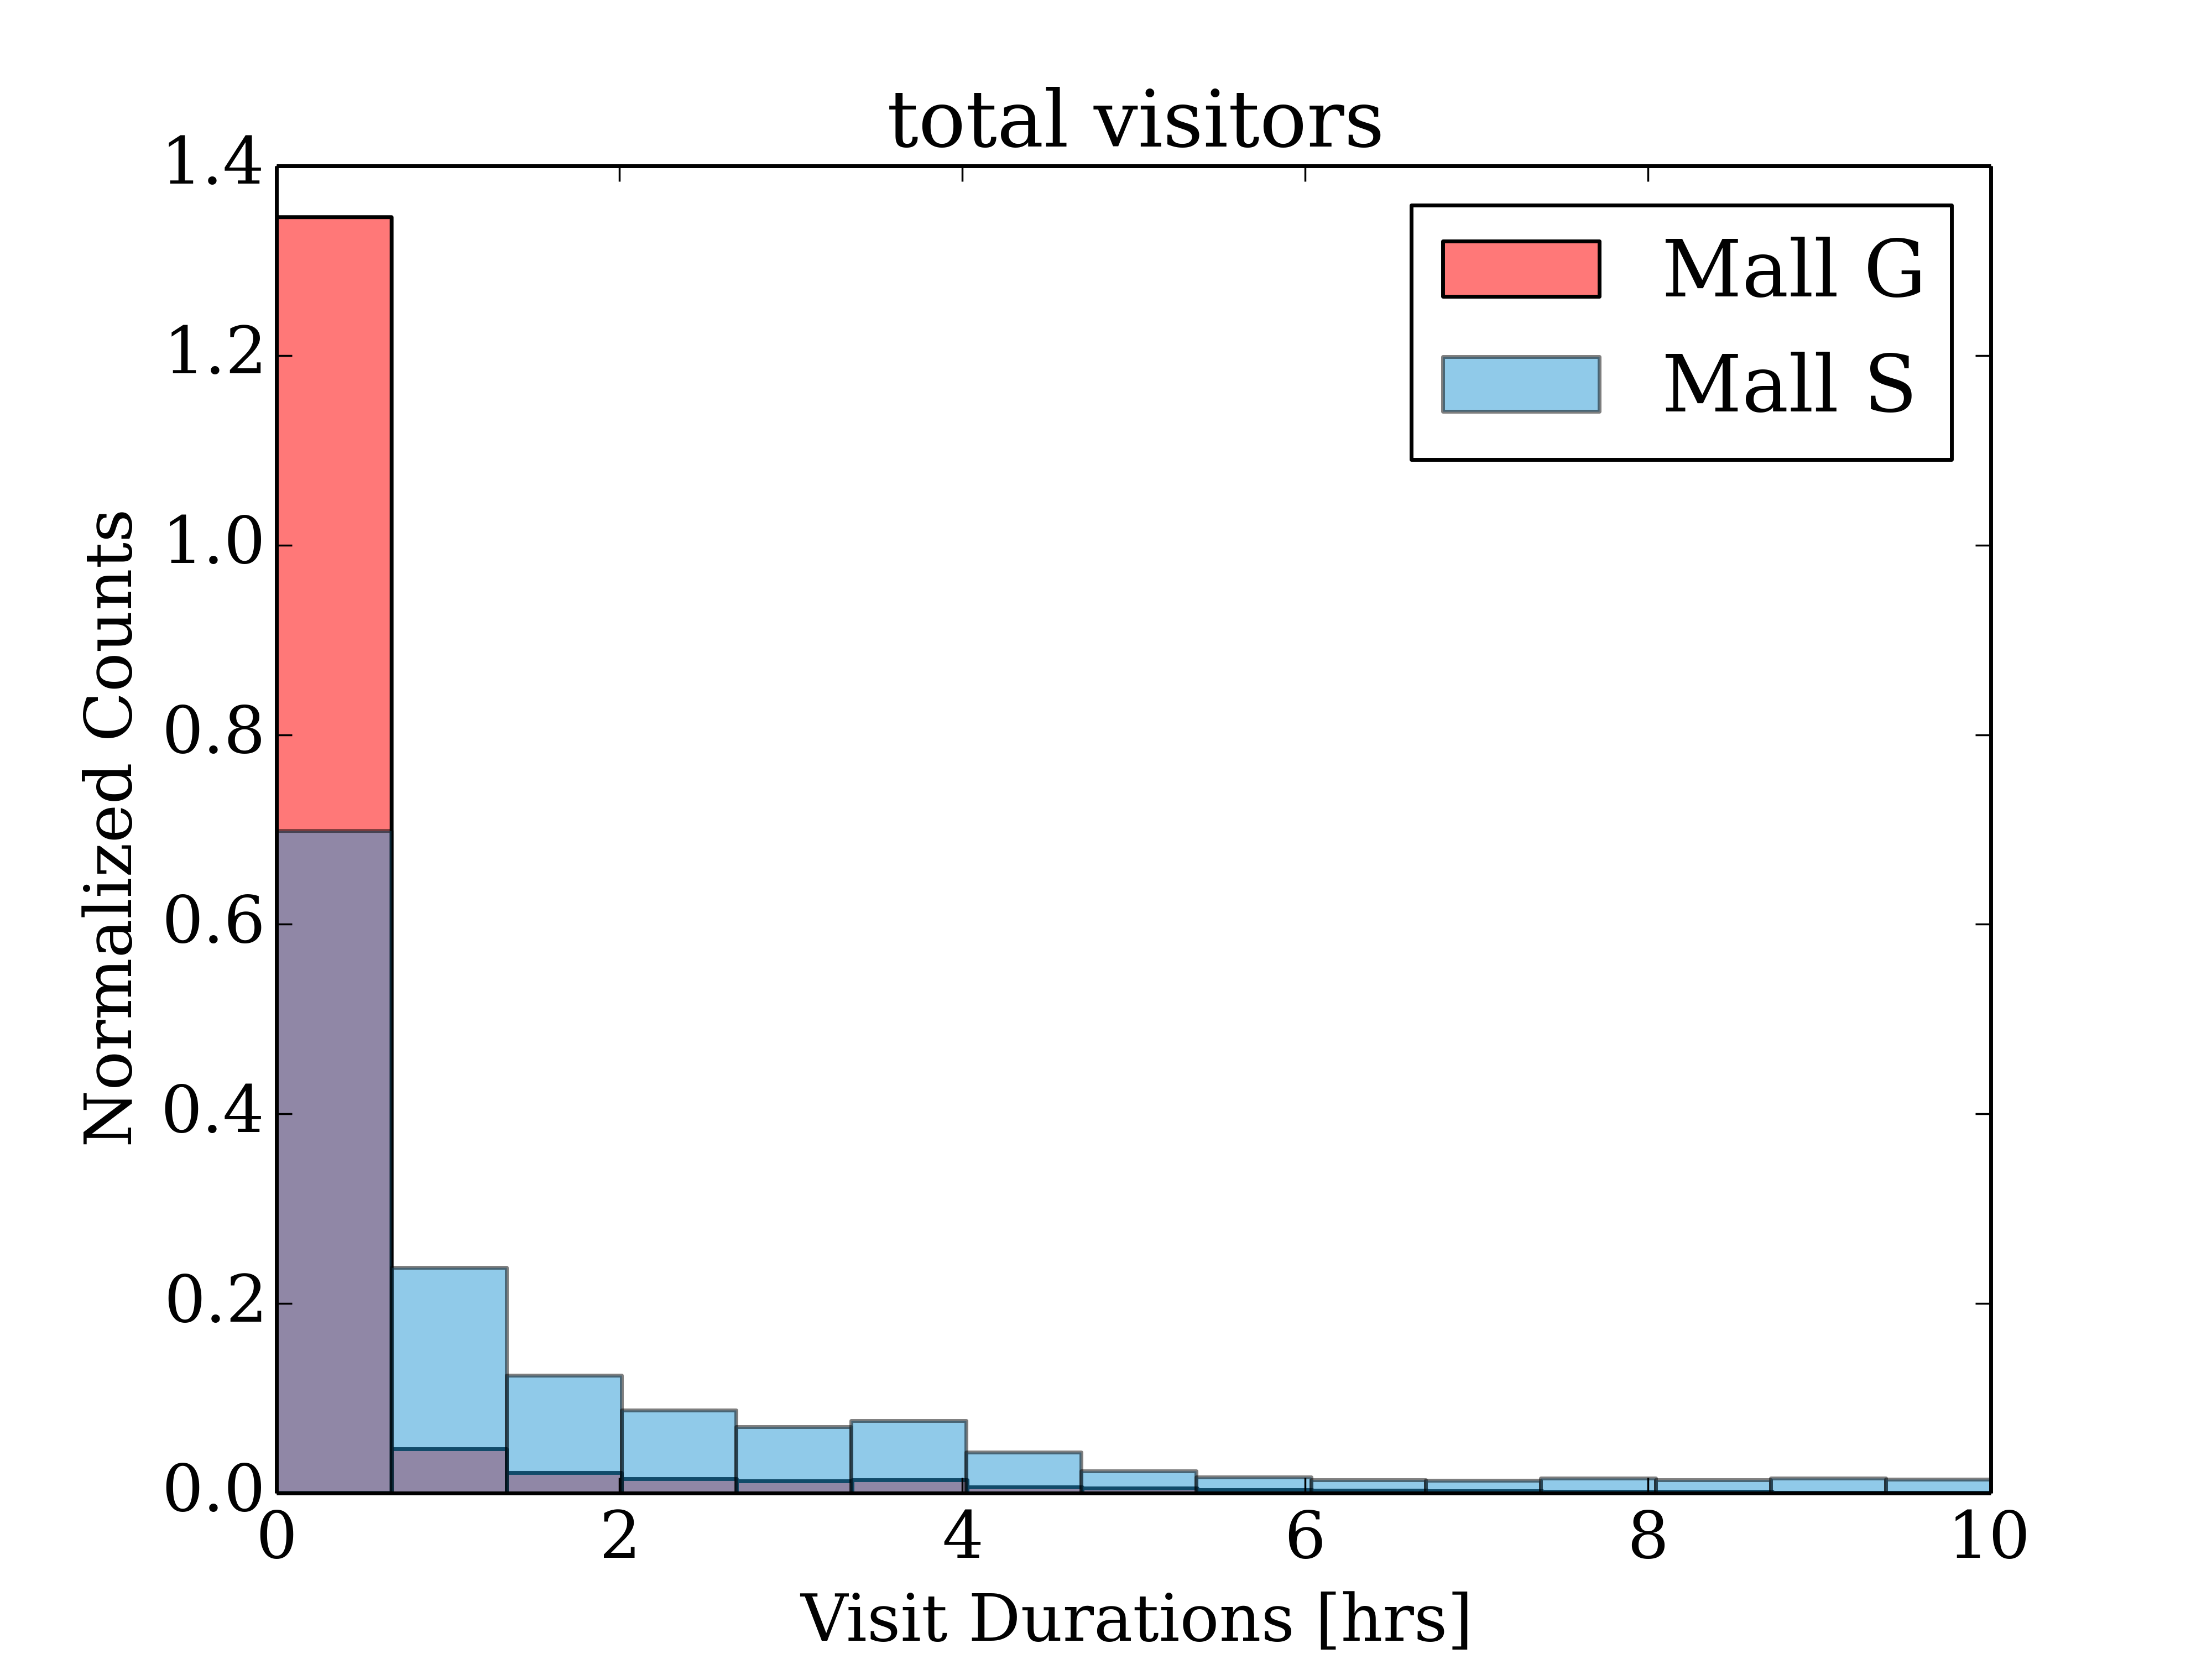 total visitors
1.4
1.2
1.0
0.8
0.6
0.4
0.2
0.0
Normalized Counts
Mall G
Mall S
0 2 4 6 8 10
Visit Durations [hrs]